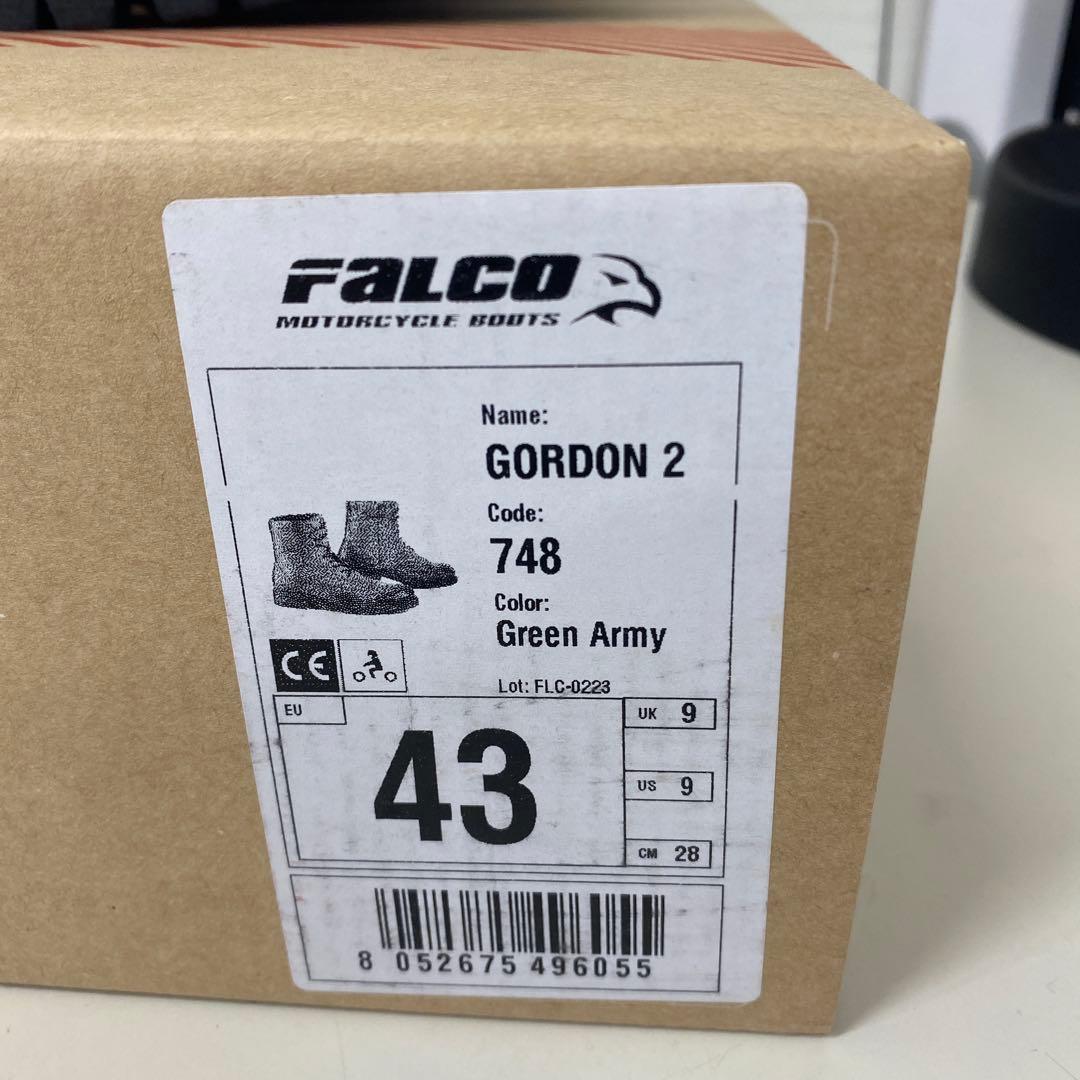 FALCO
MOTORCYCLE BOOTS
Name:
GORDON 2
Code:
748
Color:
Green Army
CE
Lot: FLC-0223
EU
43
UK 9
US 9
CM 28
8 052675 496055